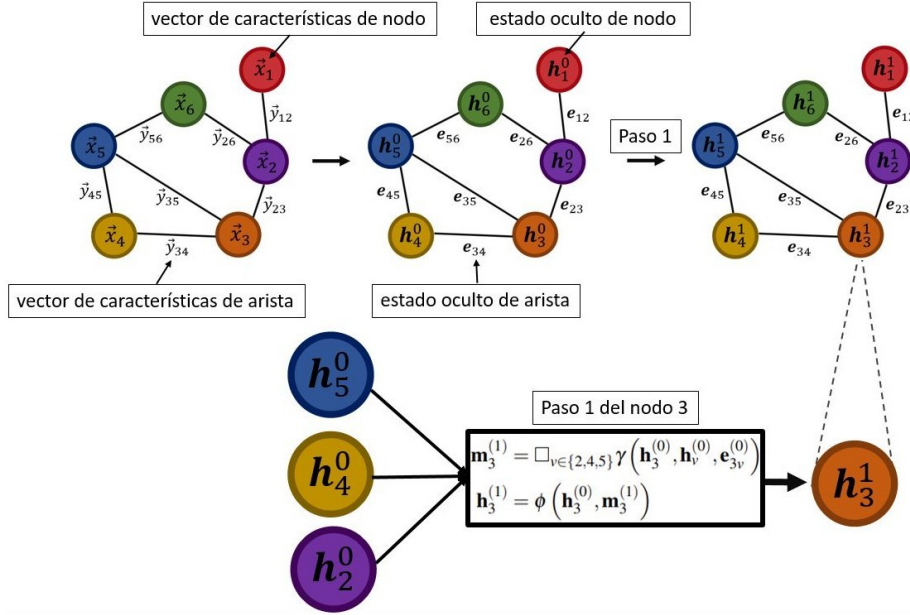 vector de características de nodo
estado oculto de nodo
x⃗₁
x⃗₆
y⃗₁₂
y⃗₅₆
y⃗₂₆
x⃗₅
x⃗₂
y⃗₄₅
y⃗₃₅
y⃗₂₃
x⃗₄
x⃗₃
y⃗₃₄
h₁⁰
h₆⁰
e₁₂
e₅₆
e₂₆
h₅⁰
h₂⁰
e₄₅
e₃₅
e₂₃
h₄⁰
h₃⁰
e₃₄
Paso 1
h₁¹
h₆¹
e₁₂
e₅₆
e₂₆
h₅¹
h₂¹
e₄₅
e₃₅
e₂₃
h₄¹
h₃¹
e₃₄
vector de características de arista
estado oculto de arista
h₅⁰
h₄⁰
h₂⁰
Paso 1 del nodo 3
m₃⁽¹⁾ = □_{v∈{2,4,5}} γ(h₃⁽⁰⁾, hᵥ⁽⁰⁾, e₃ᵥ⁽⁰⁾)
h₃⁽¹⁾ = ϕ(h₃⁽⁰⁾, m₃⁽¹⁾)
h₃¹